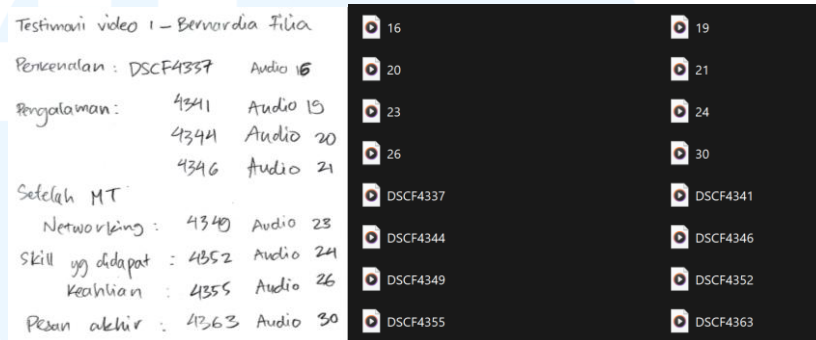 Testimoni video 1 – Bernardia Filia
Perkenalan : DSCF4337 Audio 16
Pengalaman : 4341 Audio 19
4344 Audio 20
4346 Audio 21
Setelah MT
Networking : 4349 Audio 23
Skill yg didapat : 4352 Audio 24
Keahlian : 4355 Audio 26
Pesan akhir : 4363 Audio 30
16 19
20 21
23 24
26 30
DSCF4337 DSCF4341
DSCF4344 DSCF4346
DSCF4349 DSCF4352
DSCF4355 DSCF4363